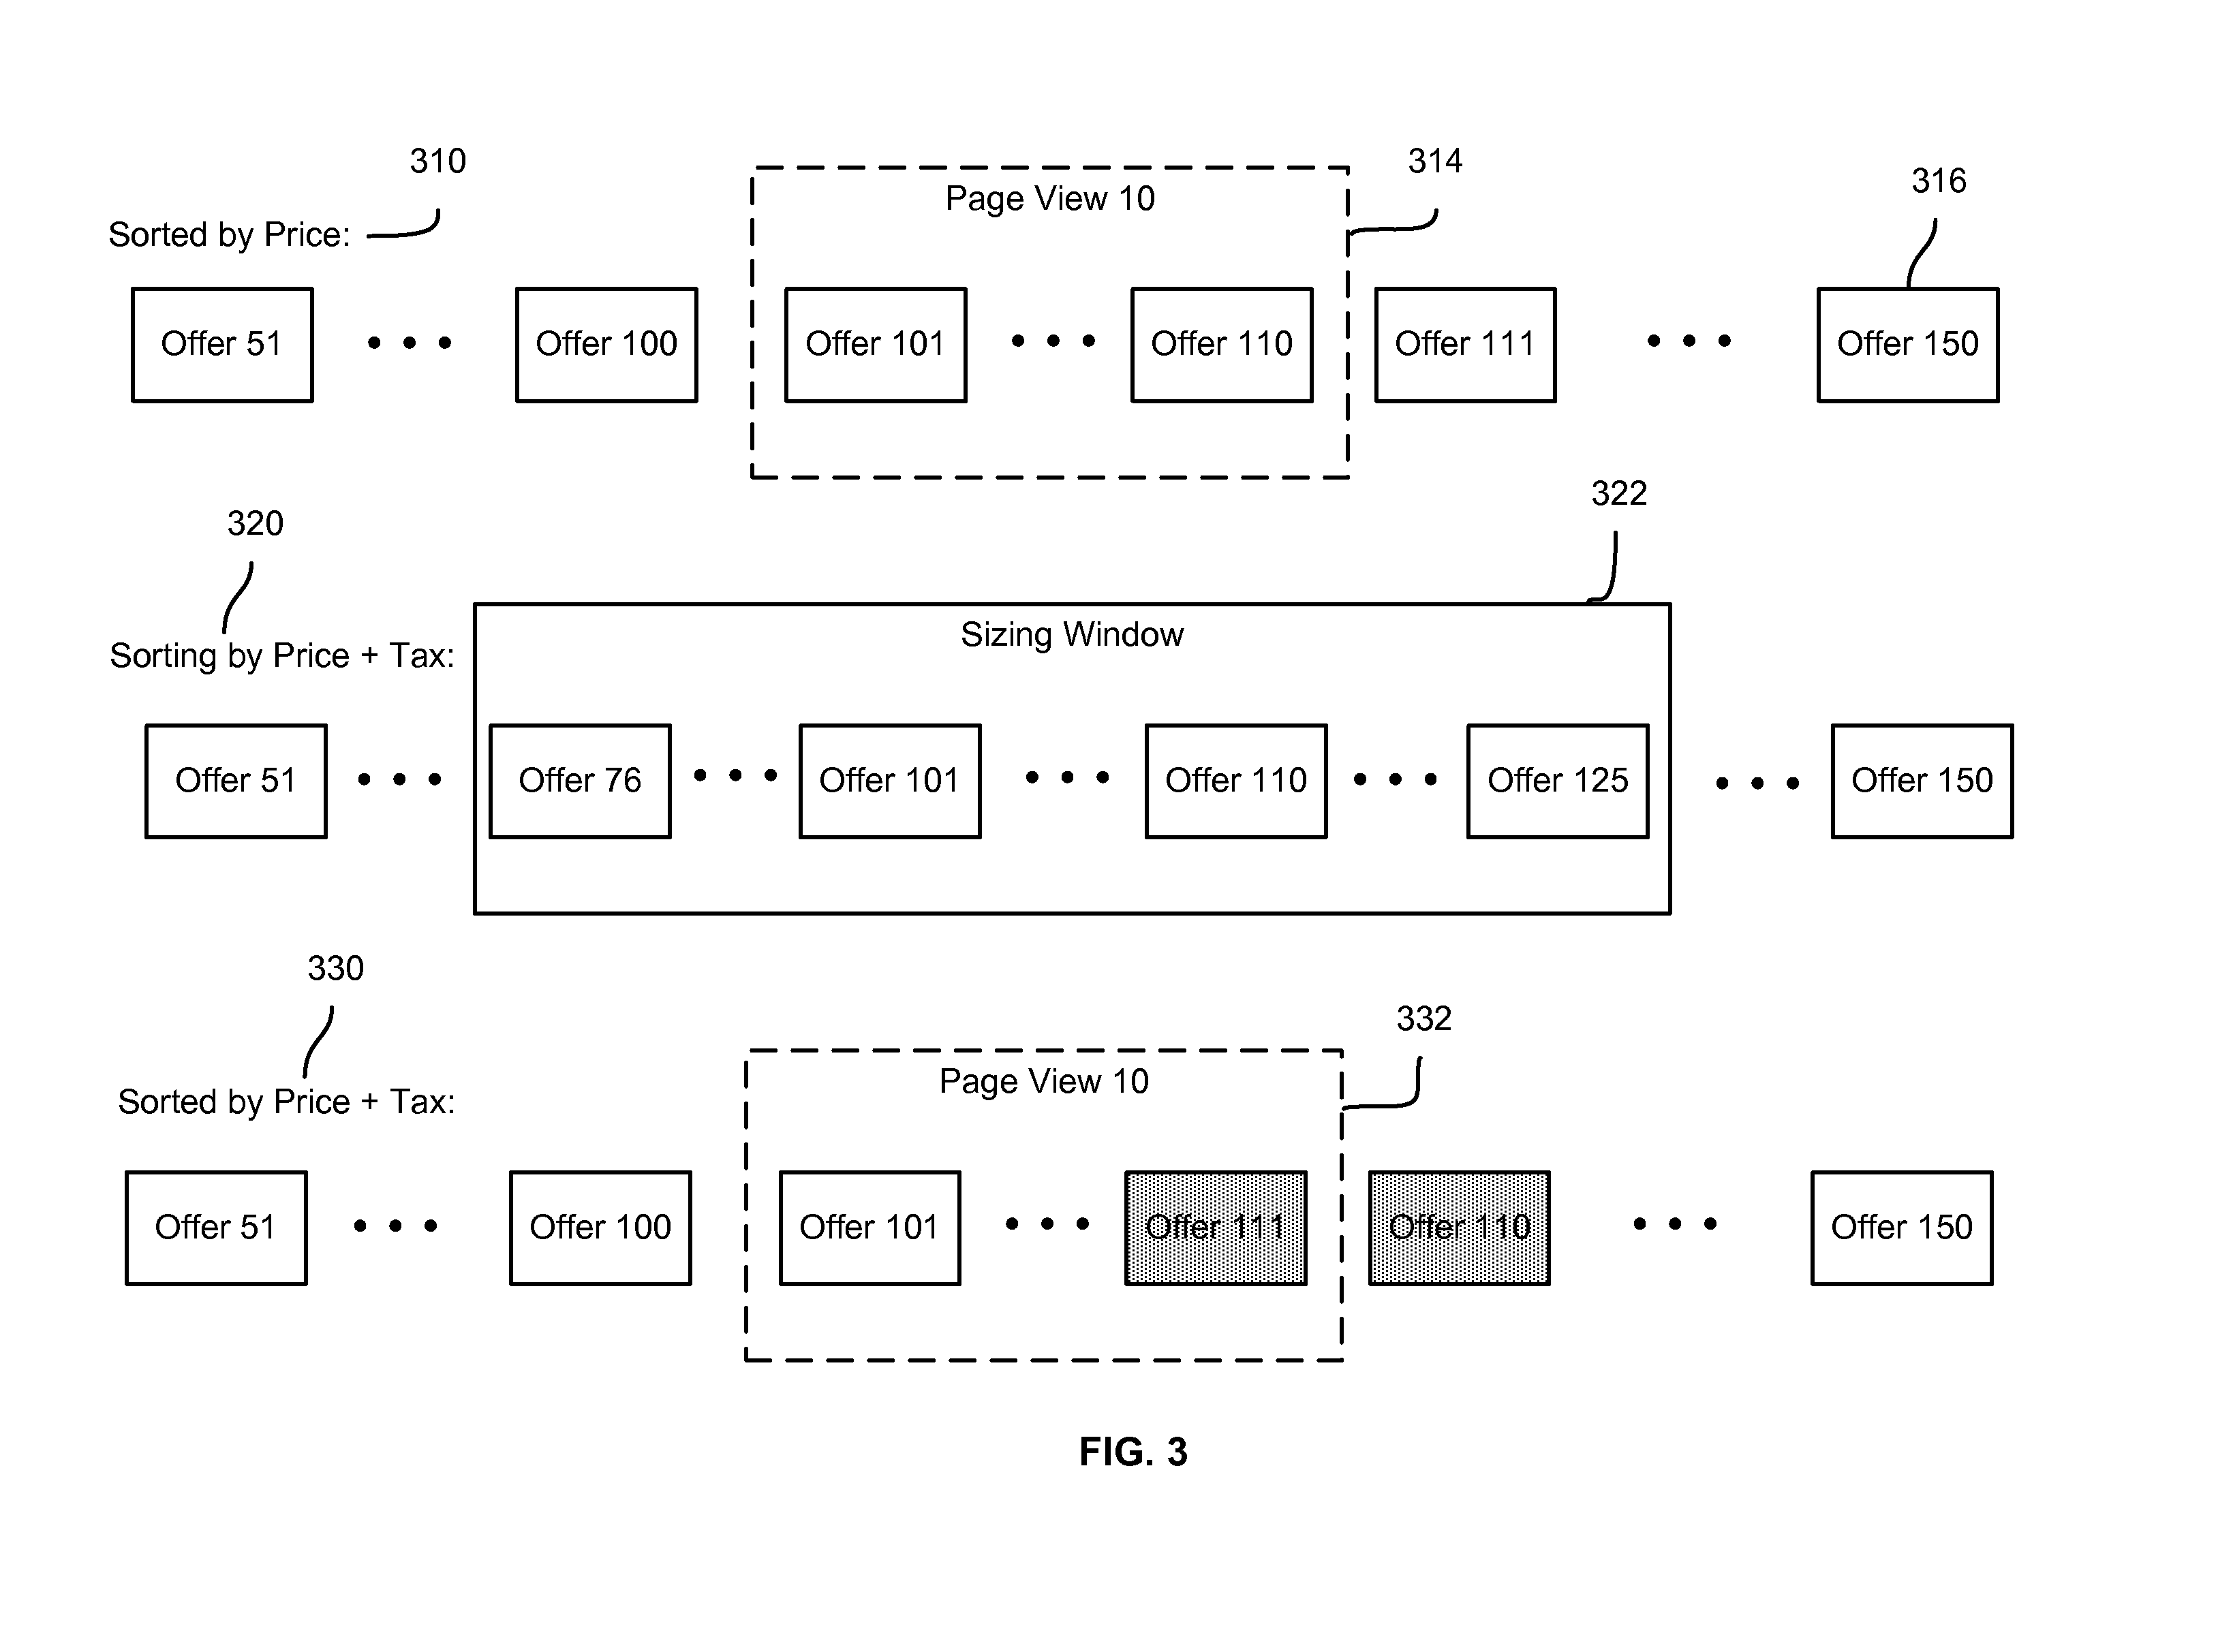 310
314
316
Page View 10
Sorted by Price:
Offer 51 • • • Offer 100 Offer 101 • • • Offer 110 Offer 111 • • • Offer 150
322
320
Sizing Window
Sorting by Price + Tax:
Offer 51 • • • Offer 76 • • • Offer 101 • • • Offer 110 • • • Offer 125 • • • Offer 150
330
332
Page View 10
Sorted by Price + Tax:
Offer 51 • • • Offer 100 Offer 101 • • • Offer 111 Offer 110 • • • Offer 150
FIG. 3